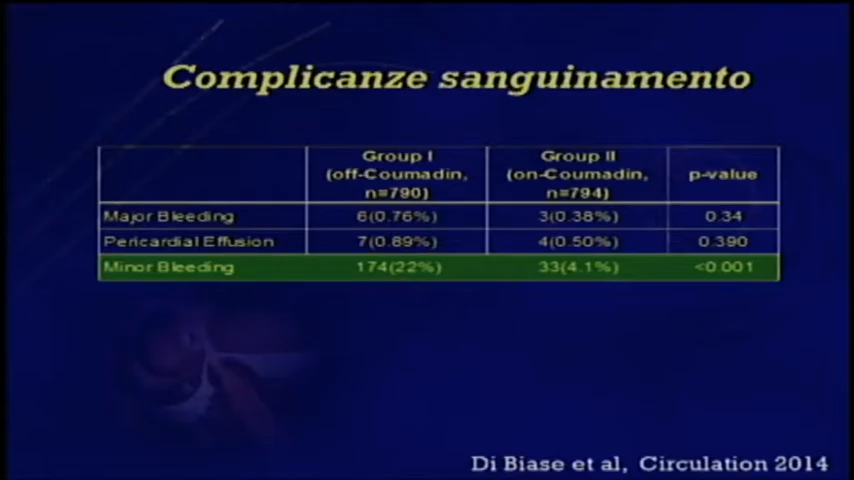 Complicanze sanguinamento
Group I (off-Coumadin, n=790) Group II (on-Coumadin, n=794) p-value
Major Bleeding 6(0.76%) 3(0.38%) 0.34
Pericardial Effusion 7(0.89%) 4(0.50%) 0.390
Minor Bleeding 174(22%) 33(4.1%) <0.001
Di Biase et al, Circulation 2014